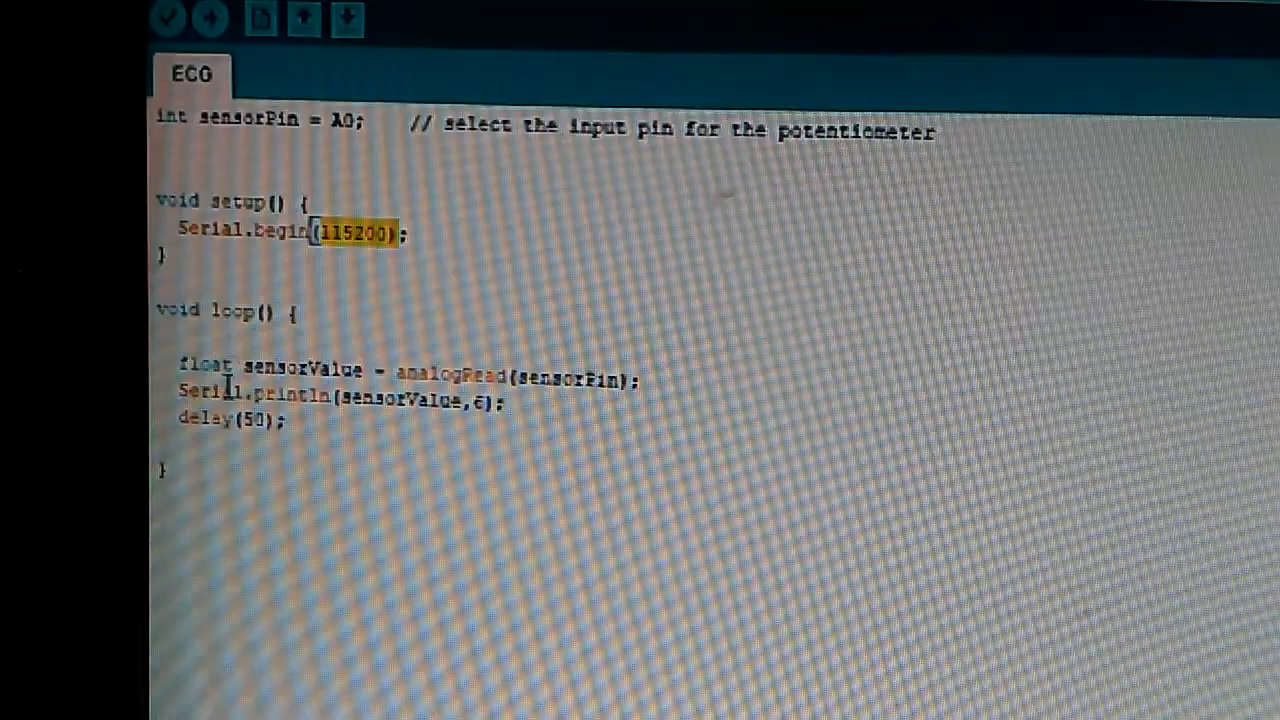 ECG
int sensorPin = A0;    // select the input pin for the potentiometer
void setup() {
  Serial.begin(115200);
}
void loop() {
  float sensorValue = analogRead(sensorPin);
  Serial.println(sensorValue,6);
  delay(50);
}